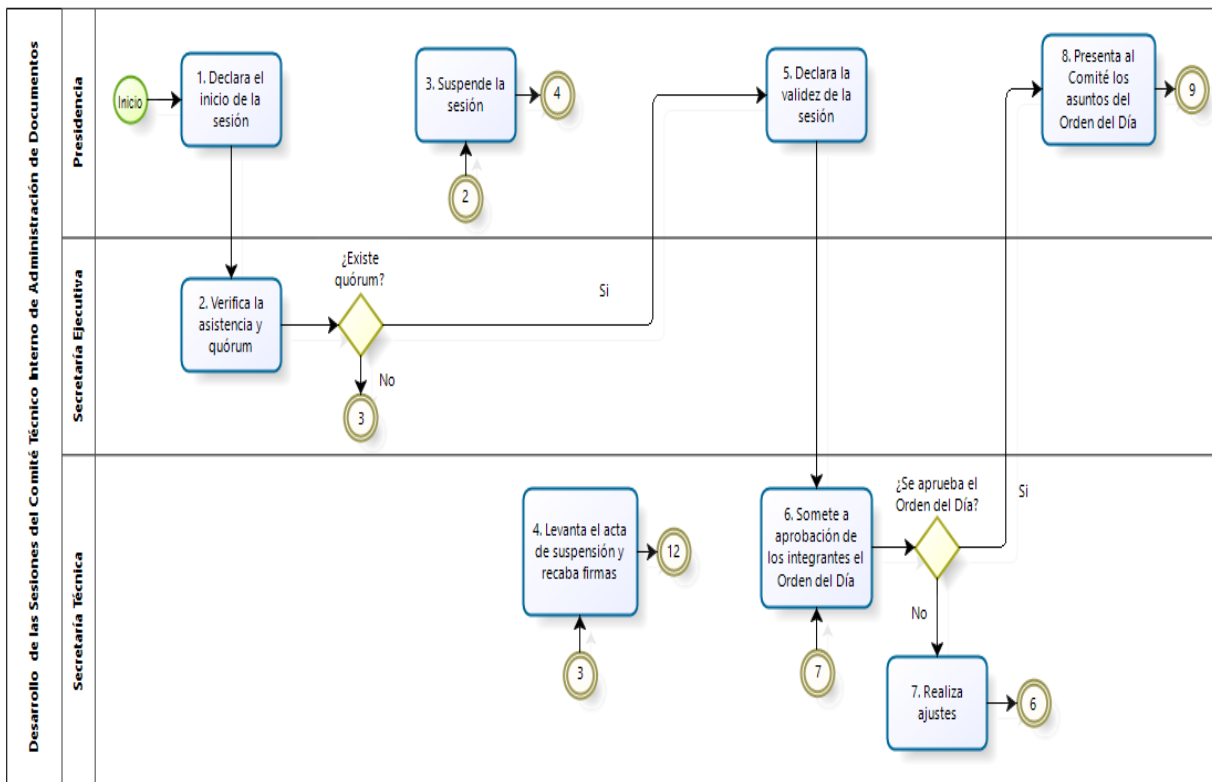 Desarrollo de las Sesiones del Comité Técnico Interno de Administración de Documentos
Presidencia
Inicio
1. Declara el
inicio de la
sesión
3. Suspende la
sesión
4
2
5. Declara la
validez de la
sesión
8. Presenta al
Comité los
asuntos del
Orden del Día
9
Secretaría Ejecutiva
2. Verifica la
asistencia y
quórum
¿Existe
quórum?
Si
No
3
Secretaría Técnica
4. Levanta el acta
de suspensión y
recaba firmas
12
3
6. Somete a
aprobación de
los integrantes el
Orden del Día
7
¿Se aprueba el
Orden del Día?
Si
No
7. Realiza
ajustes
6